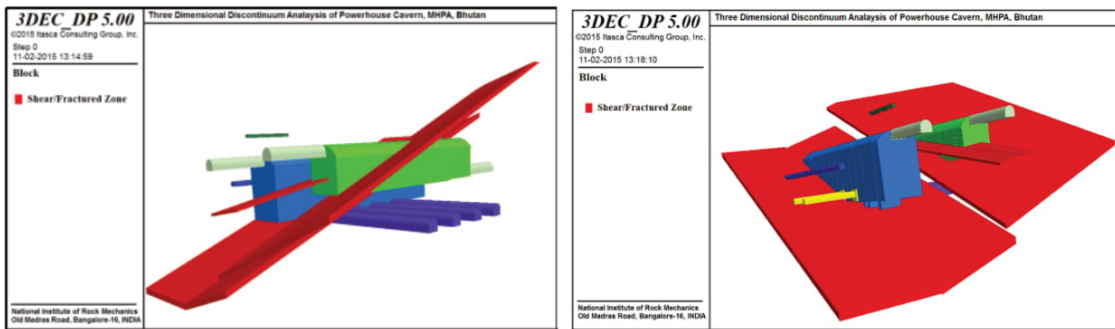 3DEC_DP 5.00
©2015 Itasca Consulting Group, Inc.
Step 0
11-02-2015 13:14:59
Block
Shear/Fractured Zone
National Institute of Rock Mechanics
Old Madras Road, Bangalore-16, INDIA
Three Dimensional Discontinuum Analaysis of Powerhouse Cavern, MHPA, Bhutan
3DEC_DP 5.00
©2015 Itasca Consulting Group, Inc.
Step 0
11-02-2015 13:18:10
Block
Shear/Fractured Zone
National Institute of Rock Mechanics
Old Madras Road, Bangalore-16, INDIA
Three Dimensional Discontinuum Analaysis of Powerhouse Cavern, MHPA, Bhutan